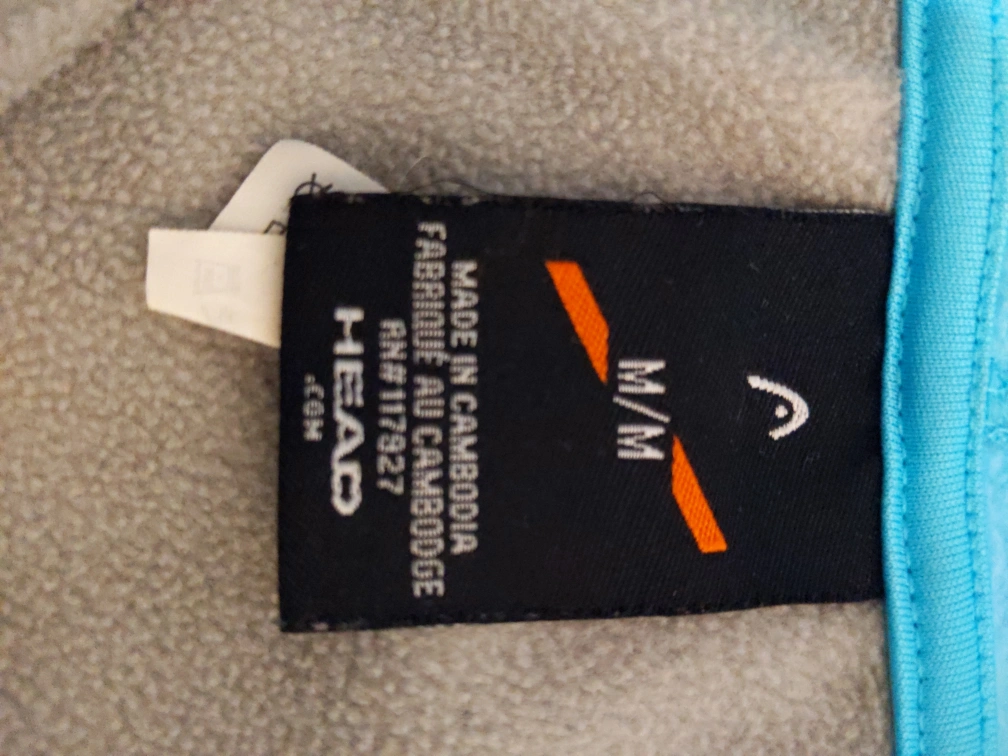 M/M
MADE IN CAMBODIA
FABRIQUÉ AU CAMBODGE
RN#117927
HEAD
.COM